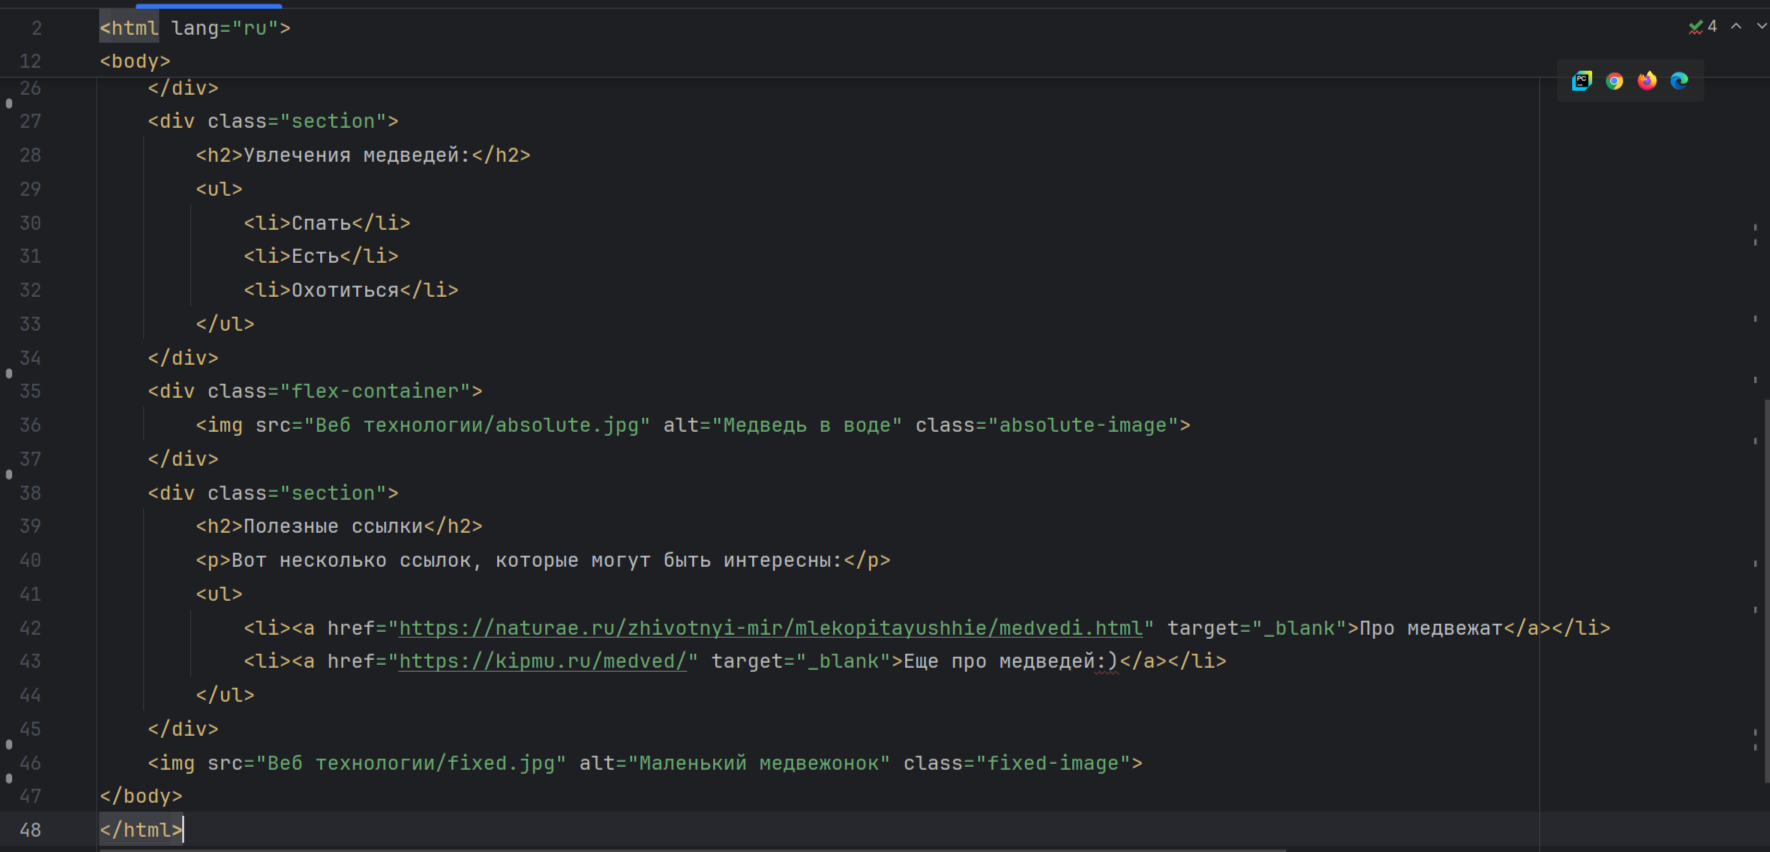 2 <html lang="ru"> 4
12 <body>
26 </div>
27 <div class="section">
28 <h2>Увлечения медведей:</h2>
29 <ul>
30 <li>Спать</li>
31 <li>Есть</li>
32 <li>Охотиться</li>
33 </ul>
34 </div>
35 <div class="flex-container">
36 <img src="Веб технологии/absolute.jpg" alt="Медведь в воде" class="absolute-image">
37 </div>
38 <div class="section">
39 <h2>Полезные ссылки</h2>
40 <p>Вот несколько ссылок, которые могут быть интересны:</p>
41 <ul>
42 <li><a href="https://naturae.ru/zhivotnyi-mir/mlekopitayushhie/medvedi.html" target="_blank">Про медвежат</a></li>
43 <li><a href="https://kipmu.ru/medved/" target="_blank">Еще про медведей:)</a></li>
44 </ul>
45 </div>
46 <img src="Веб технологии/fixed.jpg" alt="Маленький медвежонок" class="fixed-image">
47 </body>
48 </html>